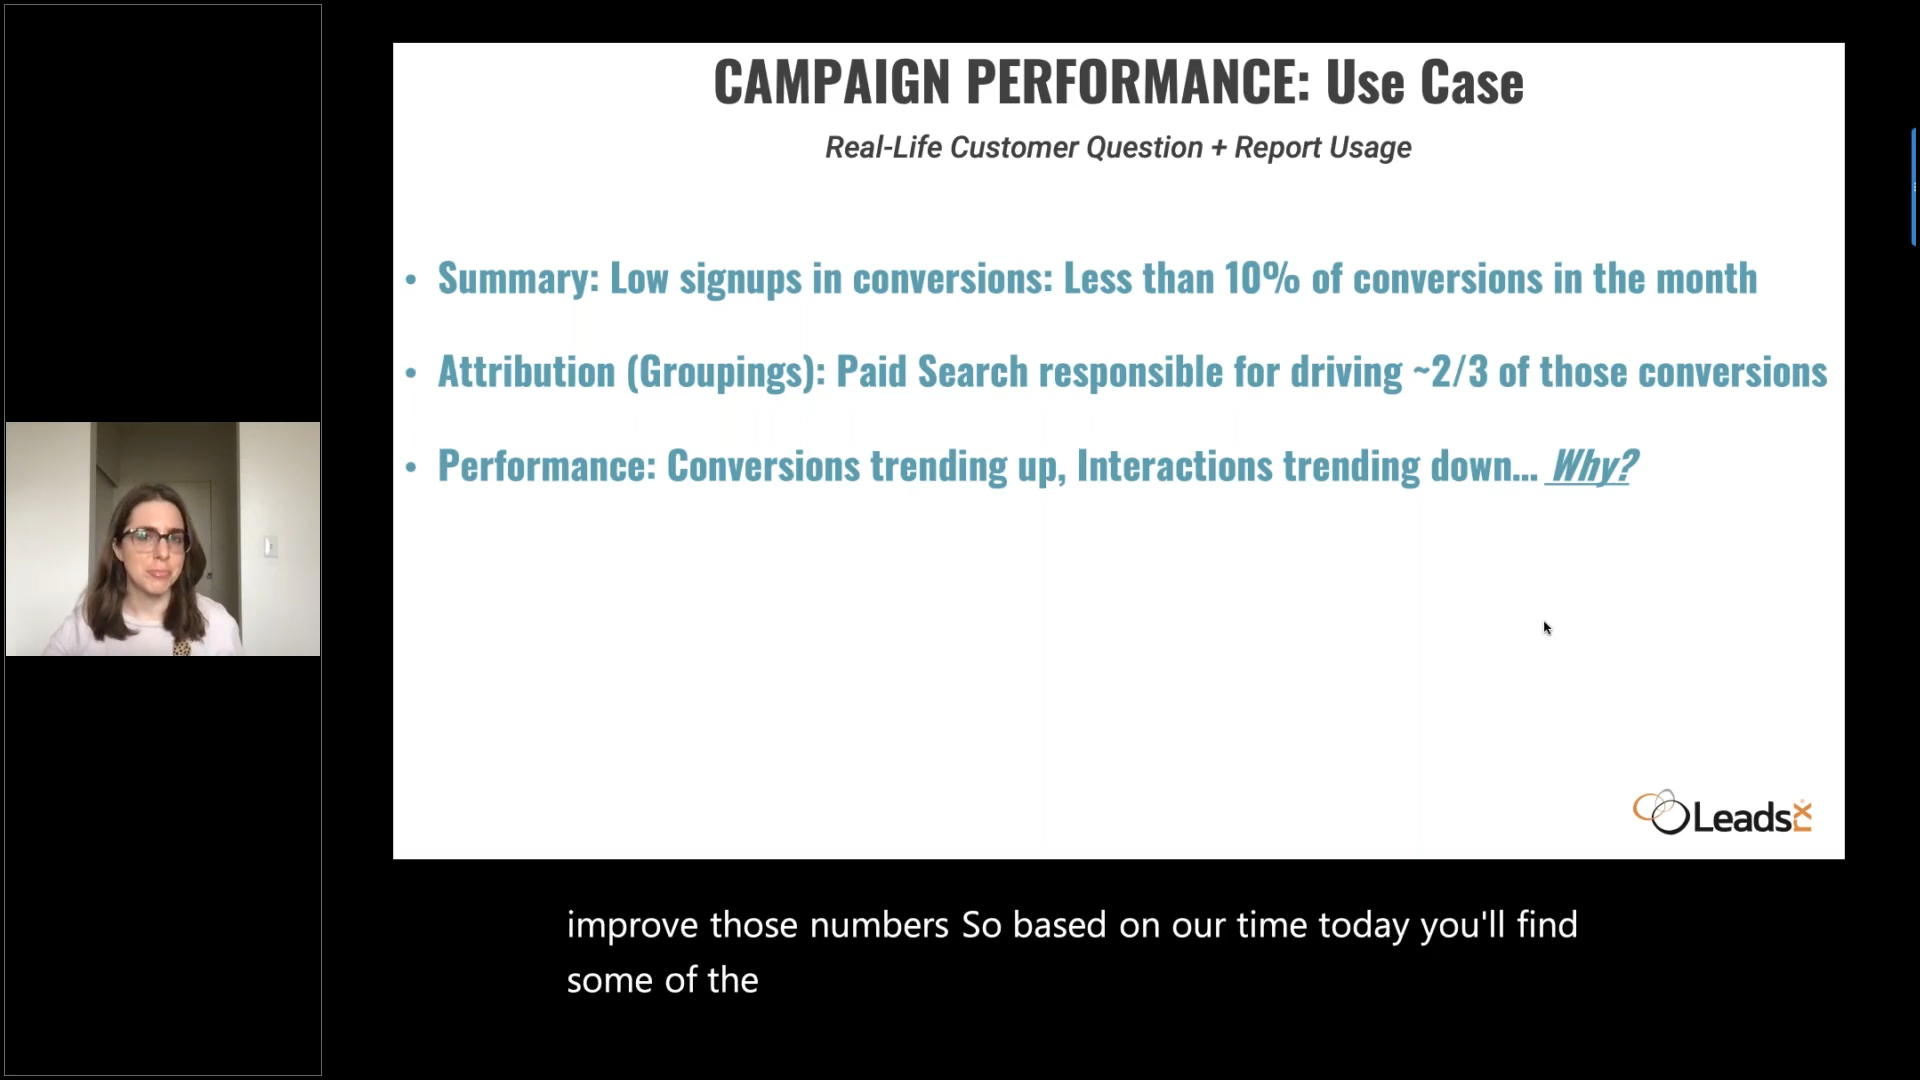 CAMPAIGN PERFORMANCE: Use Case
Real-Life Customer Question + Report Usage
• Summary: Low signups in conversions: Less than 10% of conversions in the month
• Attribution (Groupings): Paid Search responsible for driving ~2/3 of those conversions
• Performance: Conversions trending up, Interactions trending down... Why?
Leadsrx
improve those numbers So based on our time today you'll find
some of the